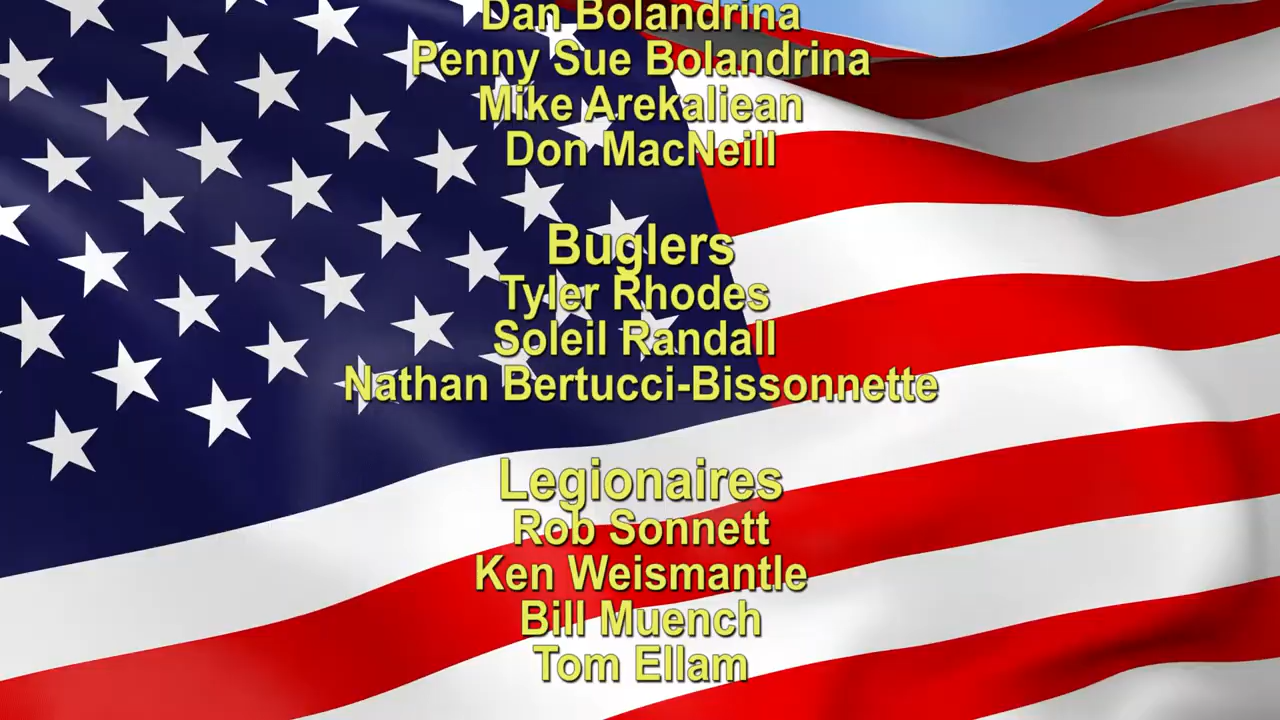 Dan Bolandrina
Penny Sue Bolandrina
Mike Arekaliean
Don MacNeill
Buglers
Tyler Rhodes
Soleil Randall
Nathan Bertucci-Bissonnette
Legionaires
Rob Sonnett
Ken Weismantle
Bill Muench
Tom Ellam